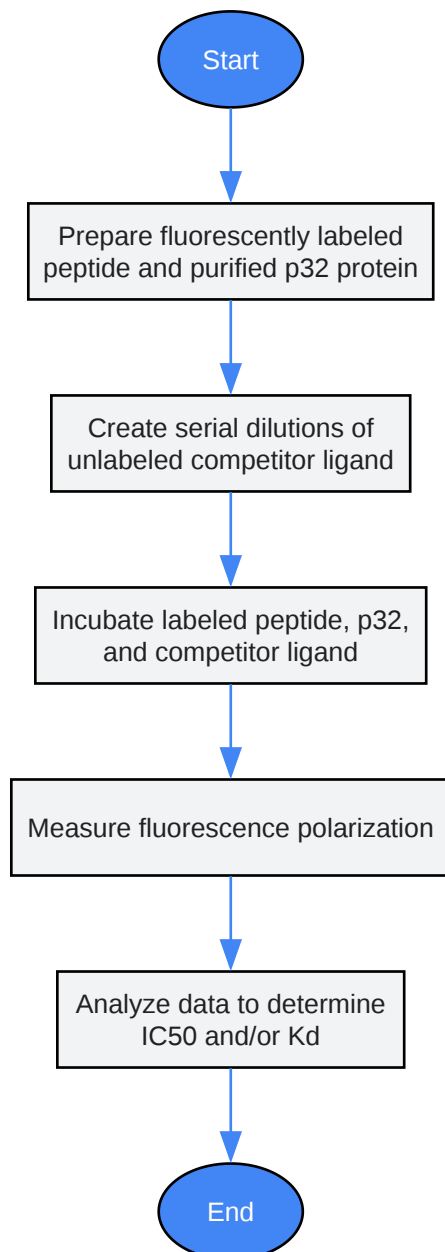 Start
Prepare fluorescently labeled
peptide and purified p32 protein
Create serial dilutions of
unlabeled competitor ligand
Incubate labeled peptide, p32,
and competitor ligand
Measure fluorescence polarization
Analyze data to determine
IC50 and/or Kd
End